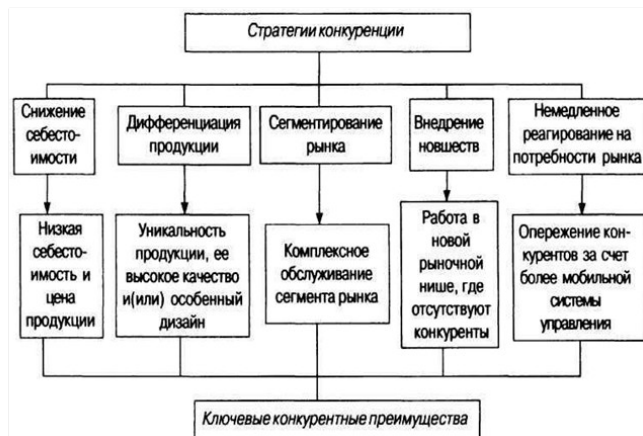 Стратегии конкуренции
Снижение
себесто-
имости
Дифференциация
продукции
Сегментирование
рынка
Внедрение
новшеств
Немедленное
реагирование на
потребности рынка
Низкая
себесто-
имость и
цена
продукции
Уникальность
продукции, ее
высокое качество
и(или) особенный
дизайн
Комплексное
обслуживание
сегмента рынка
Работа в
новой
рыночной
нише, где
отсутствуют
конкуренты
Опережение кон-
курентов за счет
более мобильной
системы
управления
Ключевые конкурентные преимущества